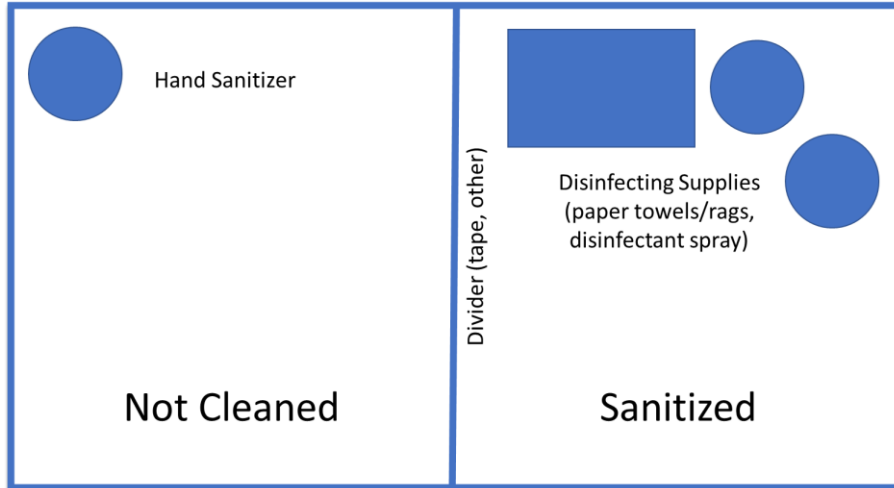 Hand Sanitizer
Divider (tape, other)
Disinfecting Supplies
(paper towels/rags,
disinfectant spray)
Not Cleaned
Sanitized